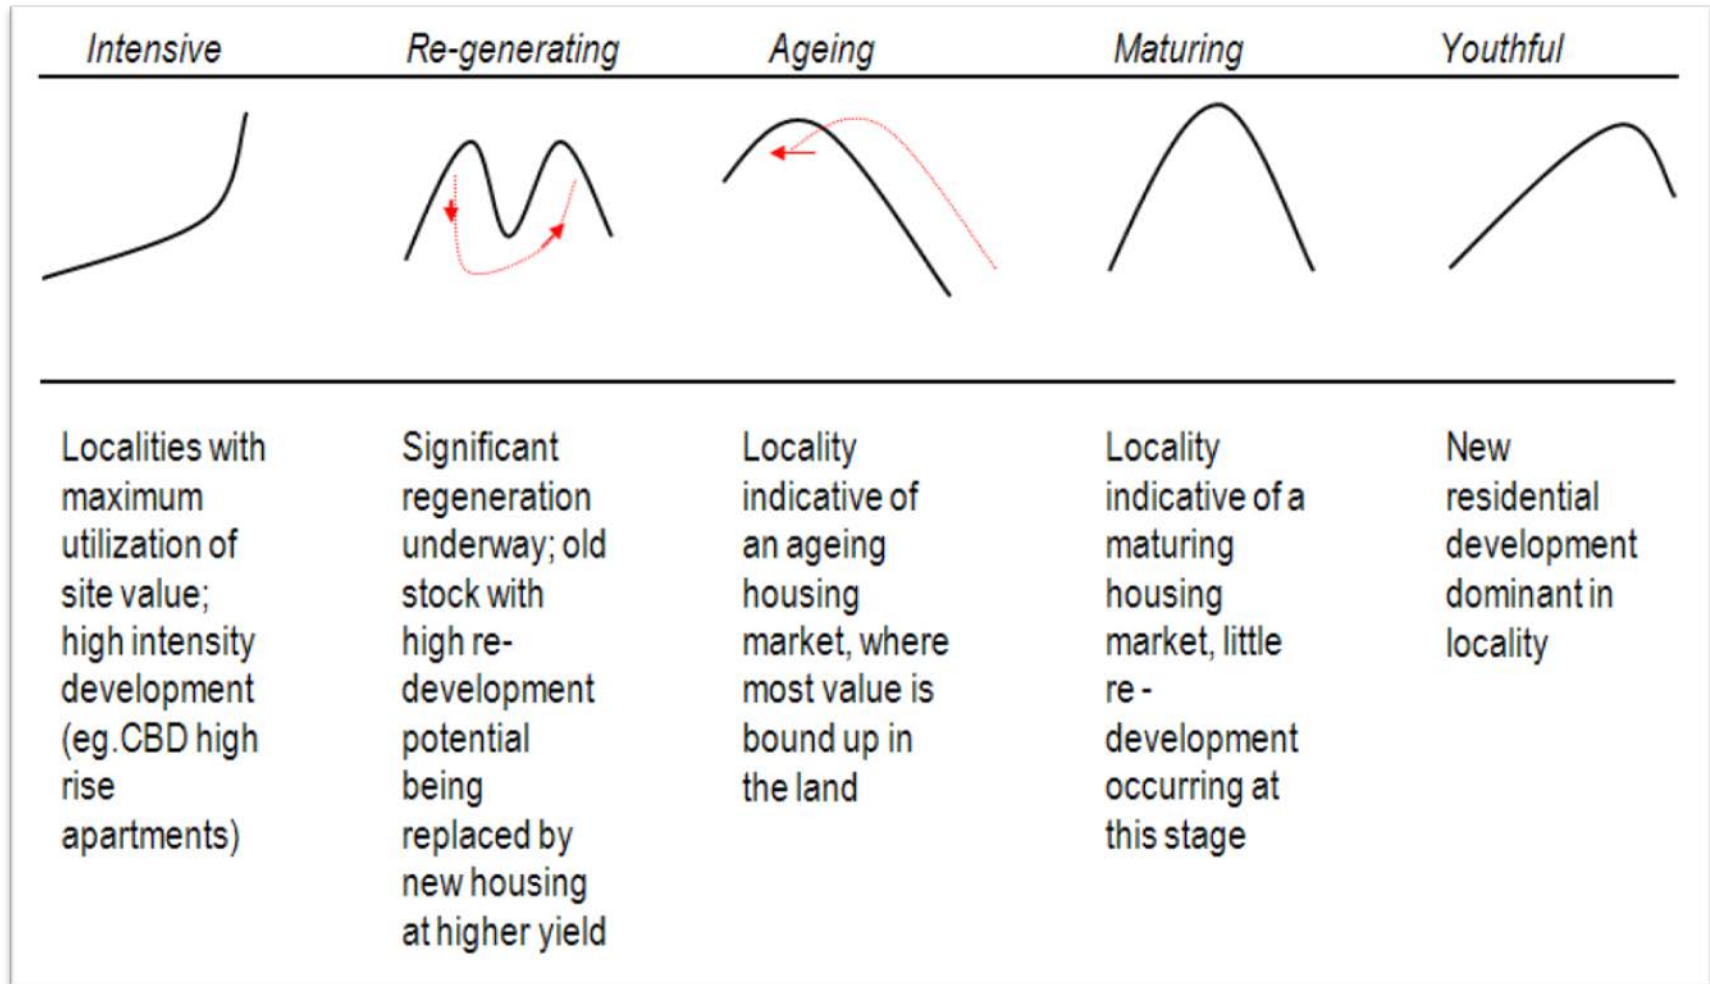 Intensive
Re-generating
Ageing
Maturing
Youthful
Localities with
maximum
utilization of
site value;
high intensity
development
(eg.CBD high
rise
apartments)
Significant
regeneration
underway; old
stock with
high re-
development
potential
being
replaced by
new housing
at higher yield
Locality
indicative of
an ageing
housing
market, where
most value is
bound up in
the land
Locality
indicative of a
maturing
housing
market, little
re -
development
occurring at
this stage
New
residential
development
dominant in
locality